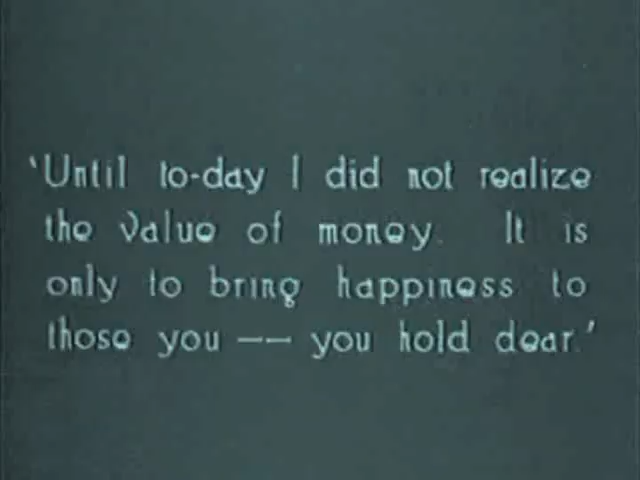 'Until to-day I did not realize
the value of money. It is
only to bring happiness to
those you –– you hold dear.'